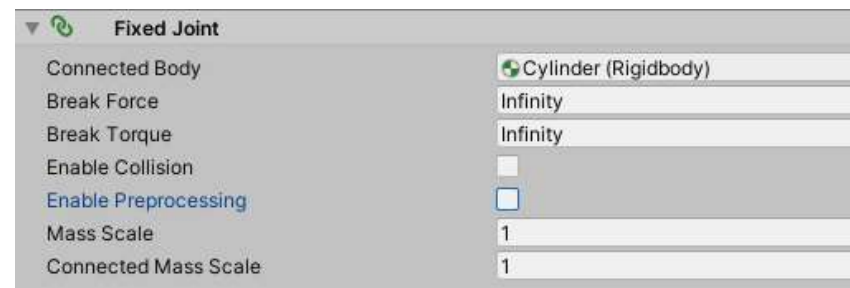 Fixed Joint
Connected Body Cylinder (Rigidbody)
Break Force Infinity
Break Torque Infinity
Enable Collision
Enable Preprocessing
Mass Scale 1
Connected Mass Scale 1